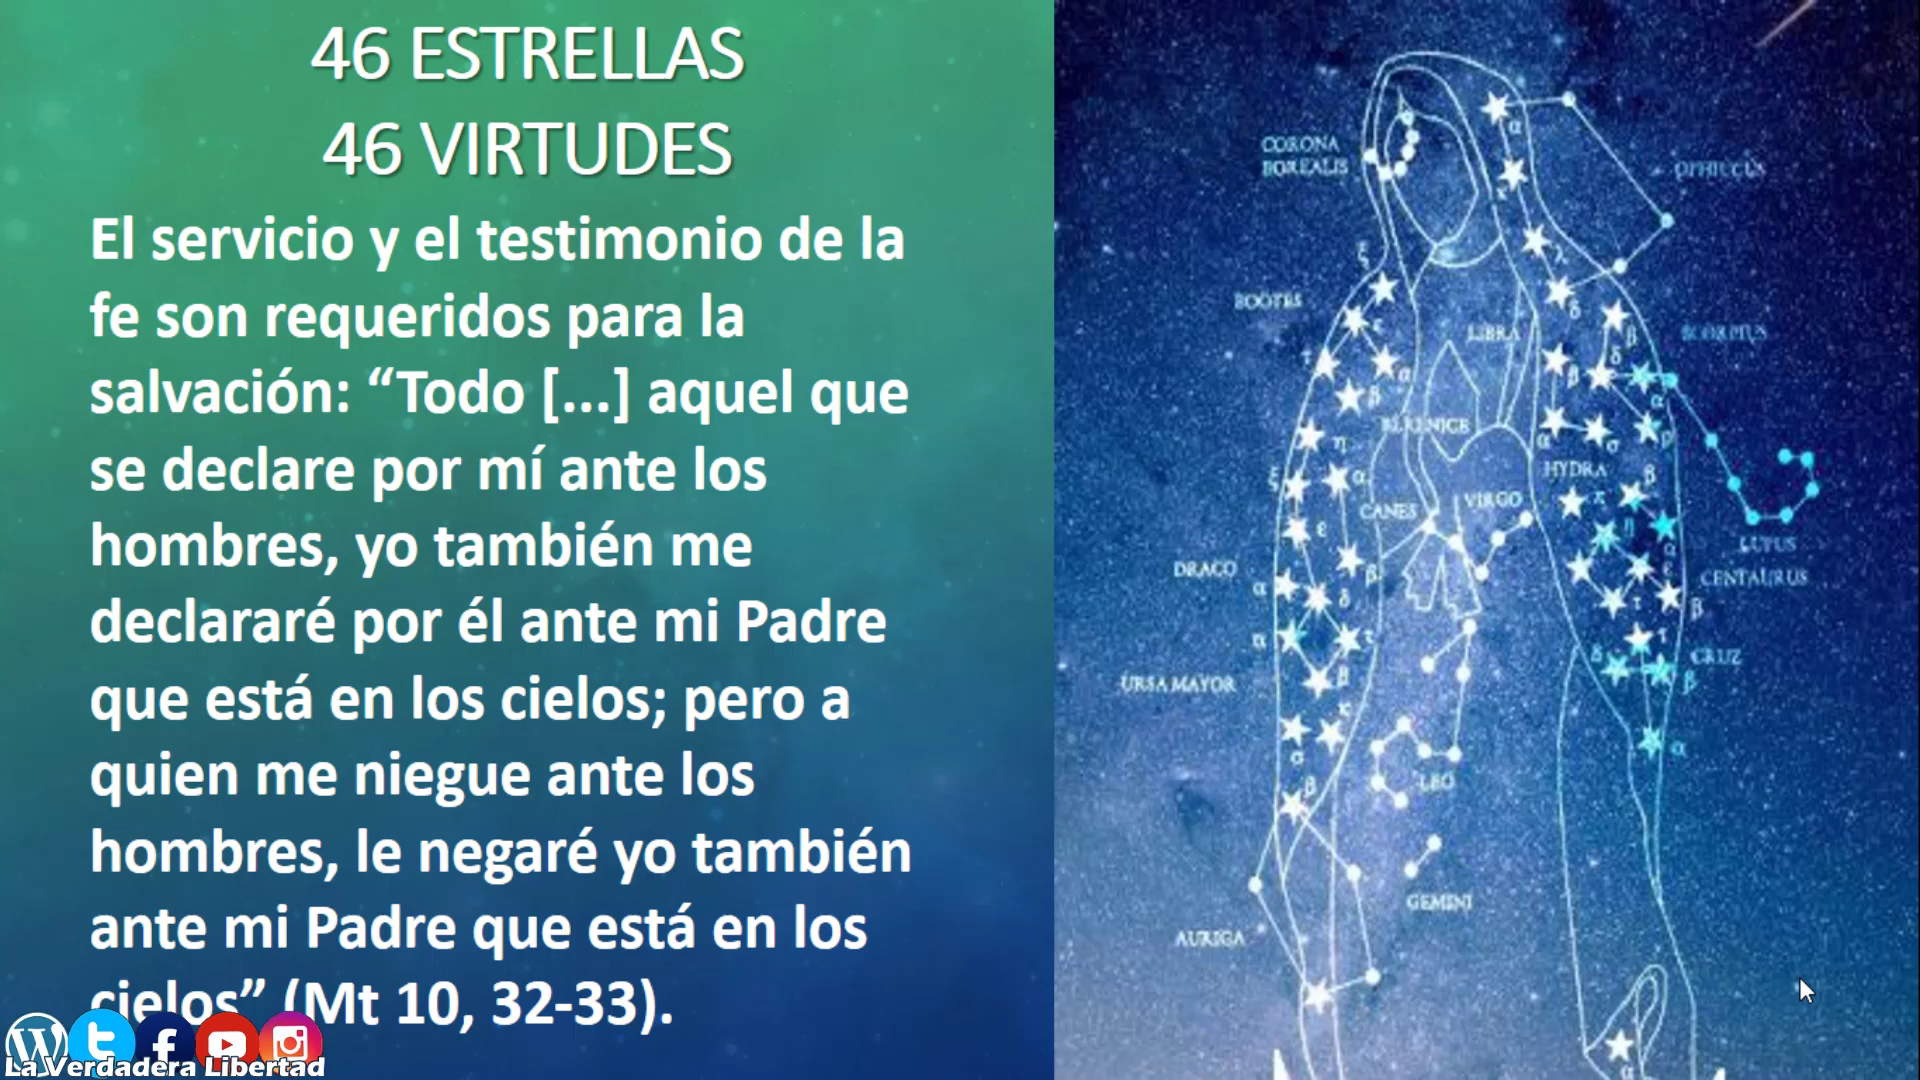 46 ESTRELLAS
46 VIRTUDES
El servicio y el testimonio de la
fe son requeridos para la
salvación: “Todo [...] aquel que
se declare por mí ante los
hombres, yo también me
declararé por él ante mi Padre
que está en los cielos; pero a
quien me niegue ante los
hombres, le negaré yo también
ante mi Padre que está en los
cielos” (Mt 10, 32-33).
La Verdadera Libertad
CORONA
BOREALIS
OPHIUCUS
BOOTES
LIBRA
SCORPIUS
BERENICE
HYDRA
CANES
VIRGO
LUPUS
DRACO
CENTAURUS
CRUZ
URSA MAYOR
LEO
GEMINI
AURIGA